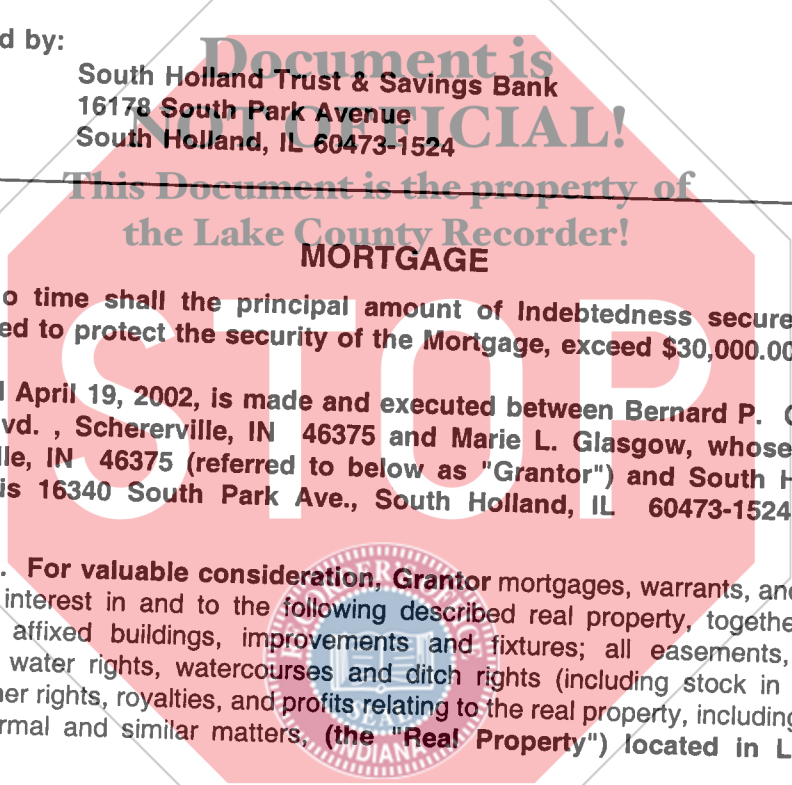 d by:
Document is
South Holland Trust & Savings Bank
16178 South Park Avenue
NOT OFFICIAL!
South Holland, IL 60473-1524
This Document is the property of
the Lake County Recorder!
MORTGAGE
o time shall the principal amount of Indebtedness secure
ed to protect the security of the Mortgage, exceed $30,000.00
STOP
April 19, 2002, is made and executed between Bernard P.
vd. , Schererville, IN 46375 and Marie L. Glasgow, whose
lle, IN 46375 (referred to below as "Grantor") and South H
is 16340 South Park Ave., South Holland, IL 60473-1524
. For valuable consideration, Grantor mortgages, warrants, and
interest in and to the following described real property, togethe
affixed buildings, improvements and fixtures; all easements,
water rights, watercourses and ditch rights (including stock in
ner rights, royalties, and profits relating to the real property, including
rmal and similar matters, (the "Real Property") located in L
RECORDER'S OFFICE
SEAL
INDIANA